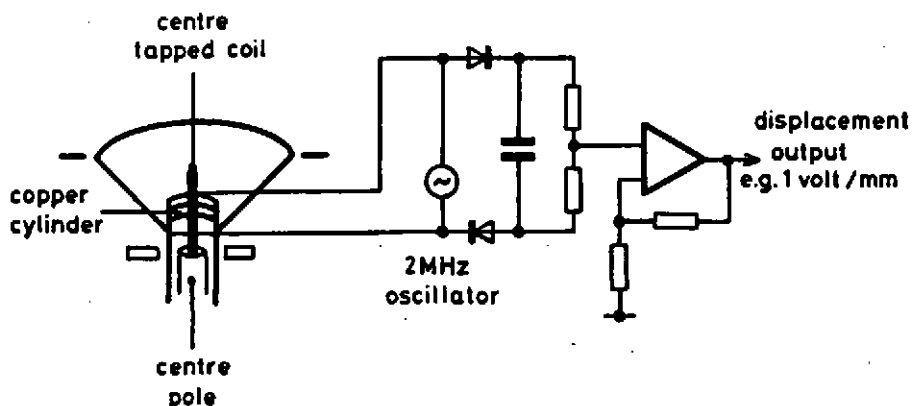 centre
tapped coil
copper
cylinder
centre
pole
2MHz
oscillator
displacement
output
e.g. 1 volt/mm